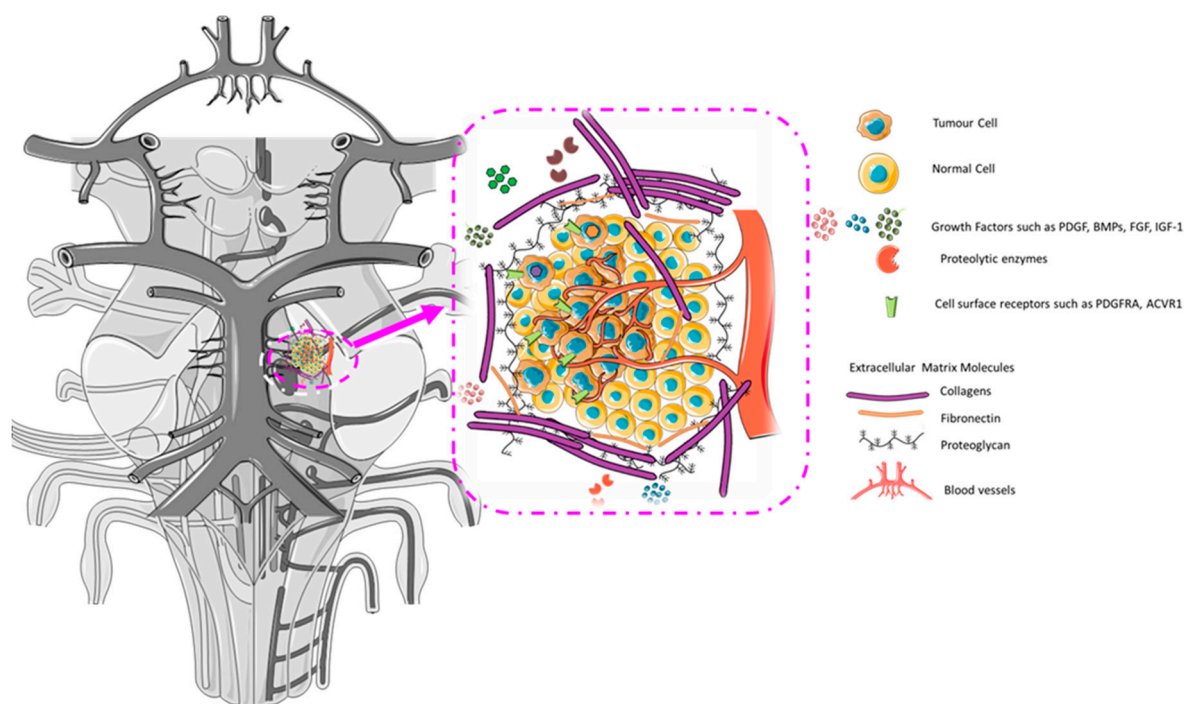 Tumour Cell
Normal Cell
Growth Factors such as PDGF, BMPs, FGF, IGF-1
Proteolytic enzymes
Cell surface receptors such as PDGFRA, ACVR1
Extracellular Matrix Molecules
Collagens
Fibronectin
Proteoglycan
Blood vessels